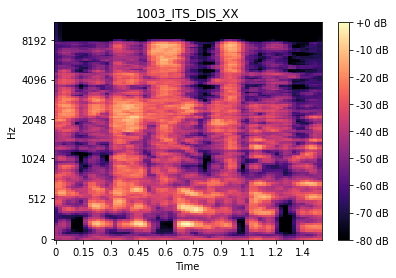 1003_ITS_DIS_XX
Hz
8192
4096
2048
1024
512
0
0 0.15 0.3 0.45 0.6 0.75 0.9 1.1 1.2 1.4
Time
+0 dB
-10 dB
-20 dB
-30 dB
-40 dB
-50 dB
-60 dB
-70 dB
-80 dB